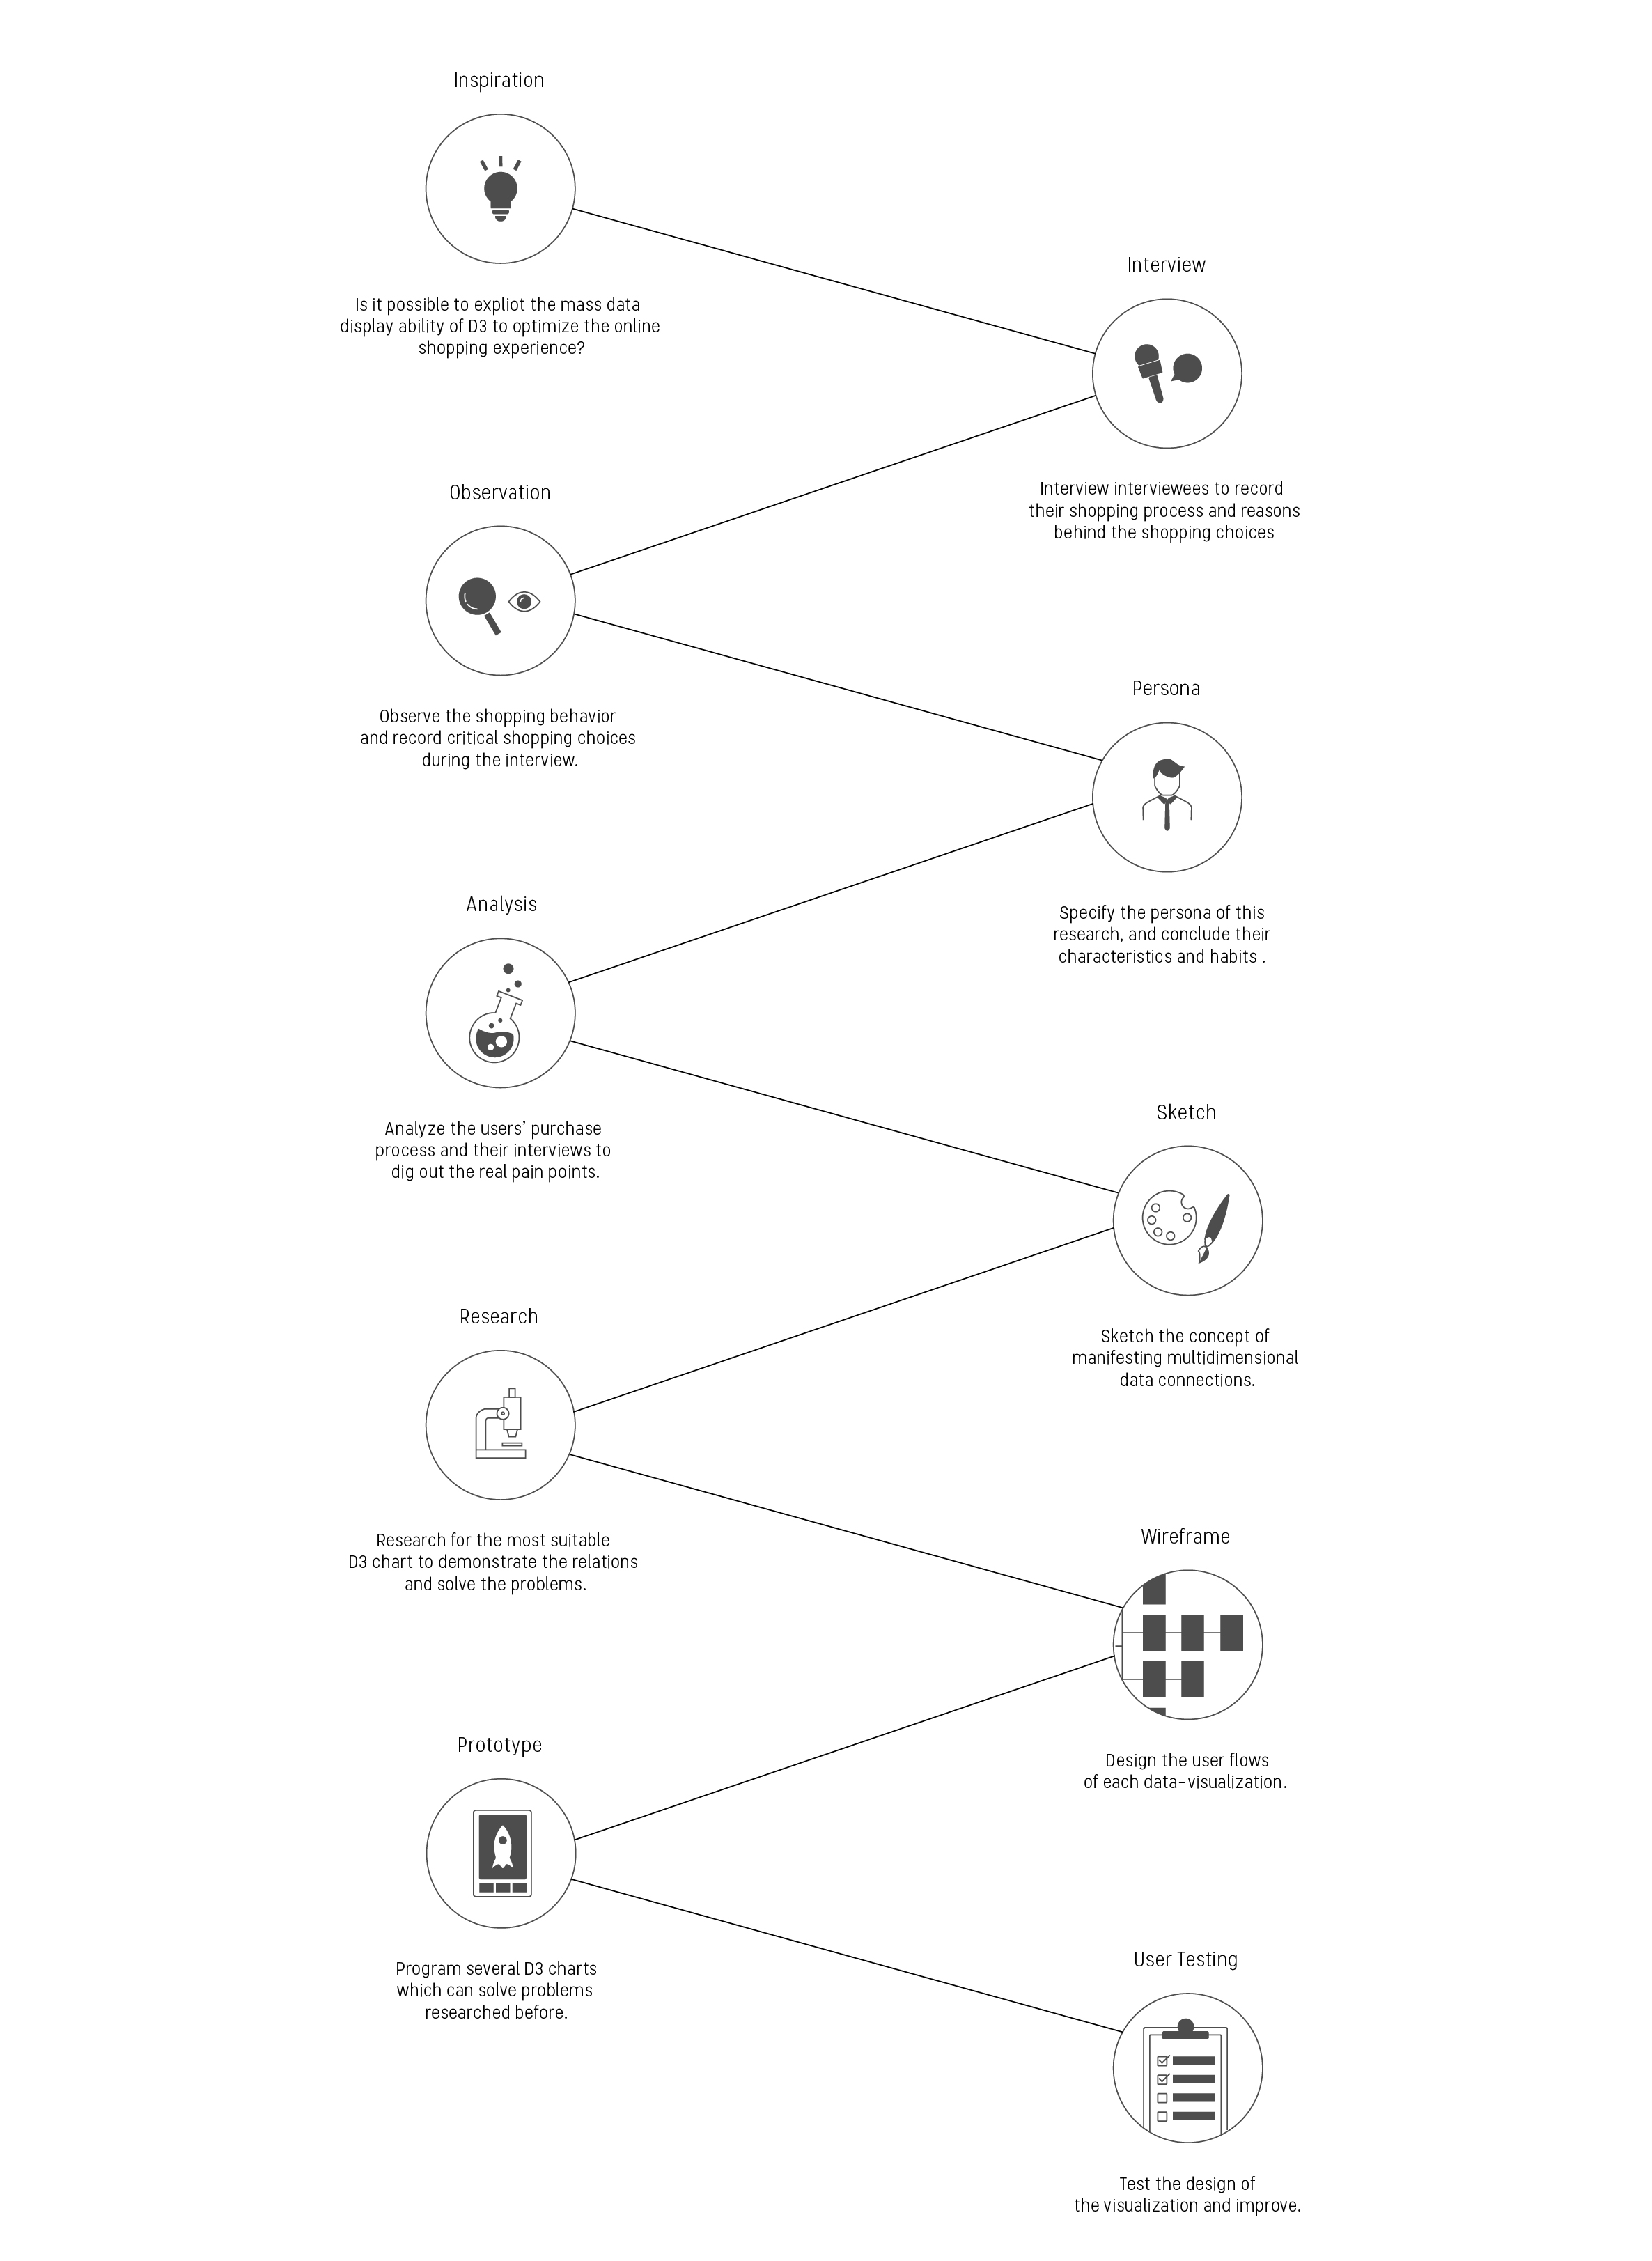 Inspiration
Is it possible to expliot the mass data
display ability of D3 to optimize the online
shopping experience?
Interview
Interview interviewees to record
their shopping process and reasons
behind the shopping choices
Observation
Observe the shopping behavior
and record critical shopping choices
during the interview.
Persona
Specify the persona of this
research, and conclude their
characteristics and habits .
Analysis
Analyze the users’ purchase
process and their interviews to
dig out the real pain points.
Sketch
Sketch the concept of
manifesting multidimensional
data connections.
Research
Research for the most suitable
D3 chart to demonstrate the relations
and solve the problems.
Wireframe
Design the user flows
of each data-visualization.
Prototype
Program several D3 charts
which can solve problems
researched before.
User Testing
Test the design of
the visualization and improve.